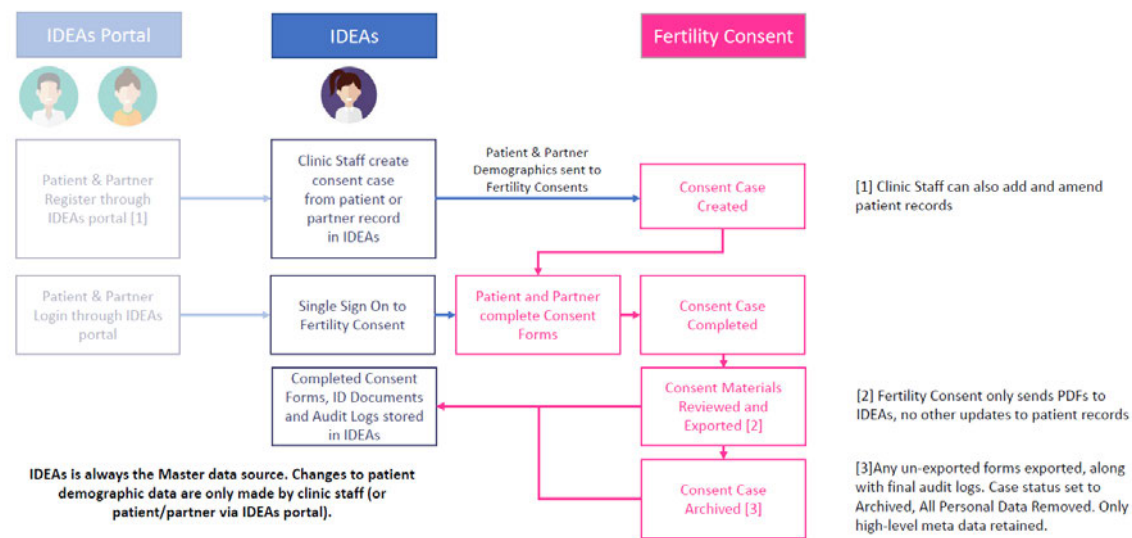 IDEAs Portal
IDEAs
Fertility Consent
Patient & Partner
Register through
IDEAs portal [1]
Clinic Staff create
consent case
from patient or
partner record
in IDEAs
Patient & Partner
Demographics sent to
Fertility Consents
Consent Case
Created
[1] Clinic Staff can also add and amend
patient records
Patient & Partner
Login through IDEAs
portal
Single Sign On to
Fertility Consent
Patient and Partner
complete Consent
Forms
Consent Case
Completed
Completed Consent
Forms, ID Documents
and Audit Logs stored
in IDEAs
Consent Materials
Reviewed and
Exported [2]
[2] Fertility Consent only sends PDFs to
IDEAs, no other updates to patient records
IDEAs is always the Master data source. Changes to patient
demographic data are only made by clinic staff (or
patient/partner via IDEAs portal).
Consent Case
Archived [3]
[3]Any un-exported forms exported, along
with final audit logs. Case status set to
Archived, All Personal Data Removed. Only
high-level meta data retained.